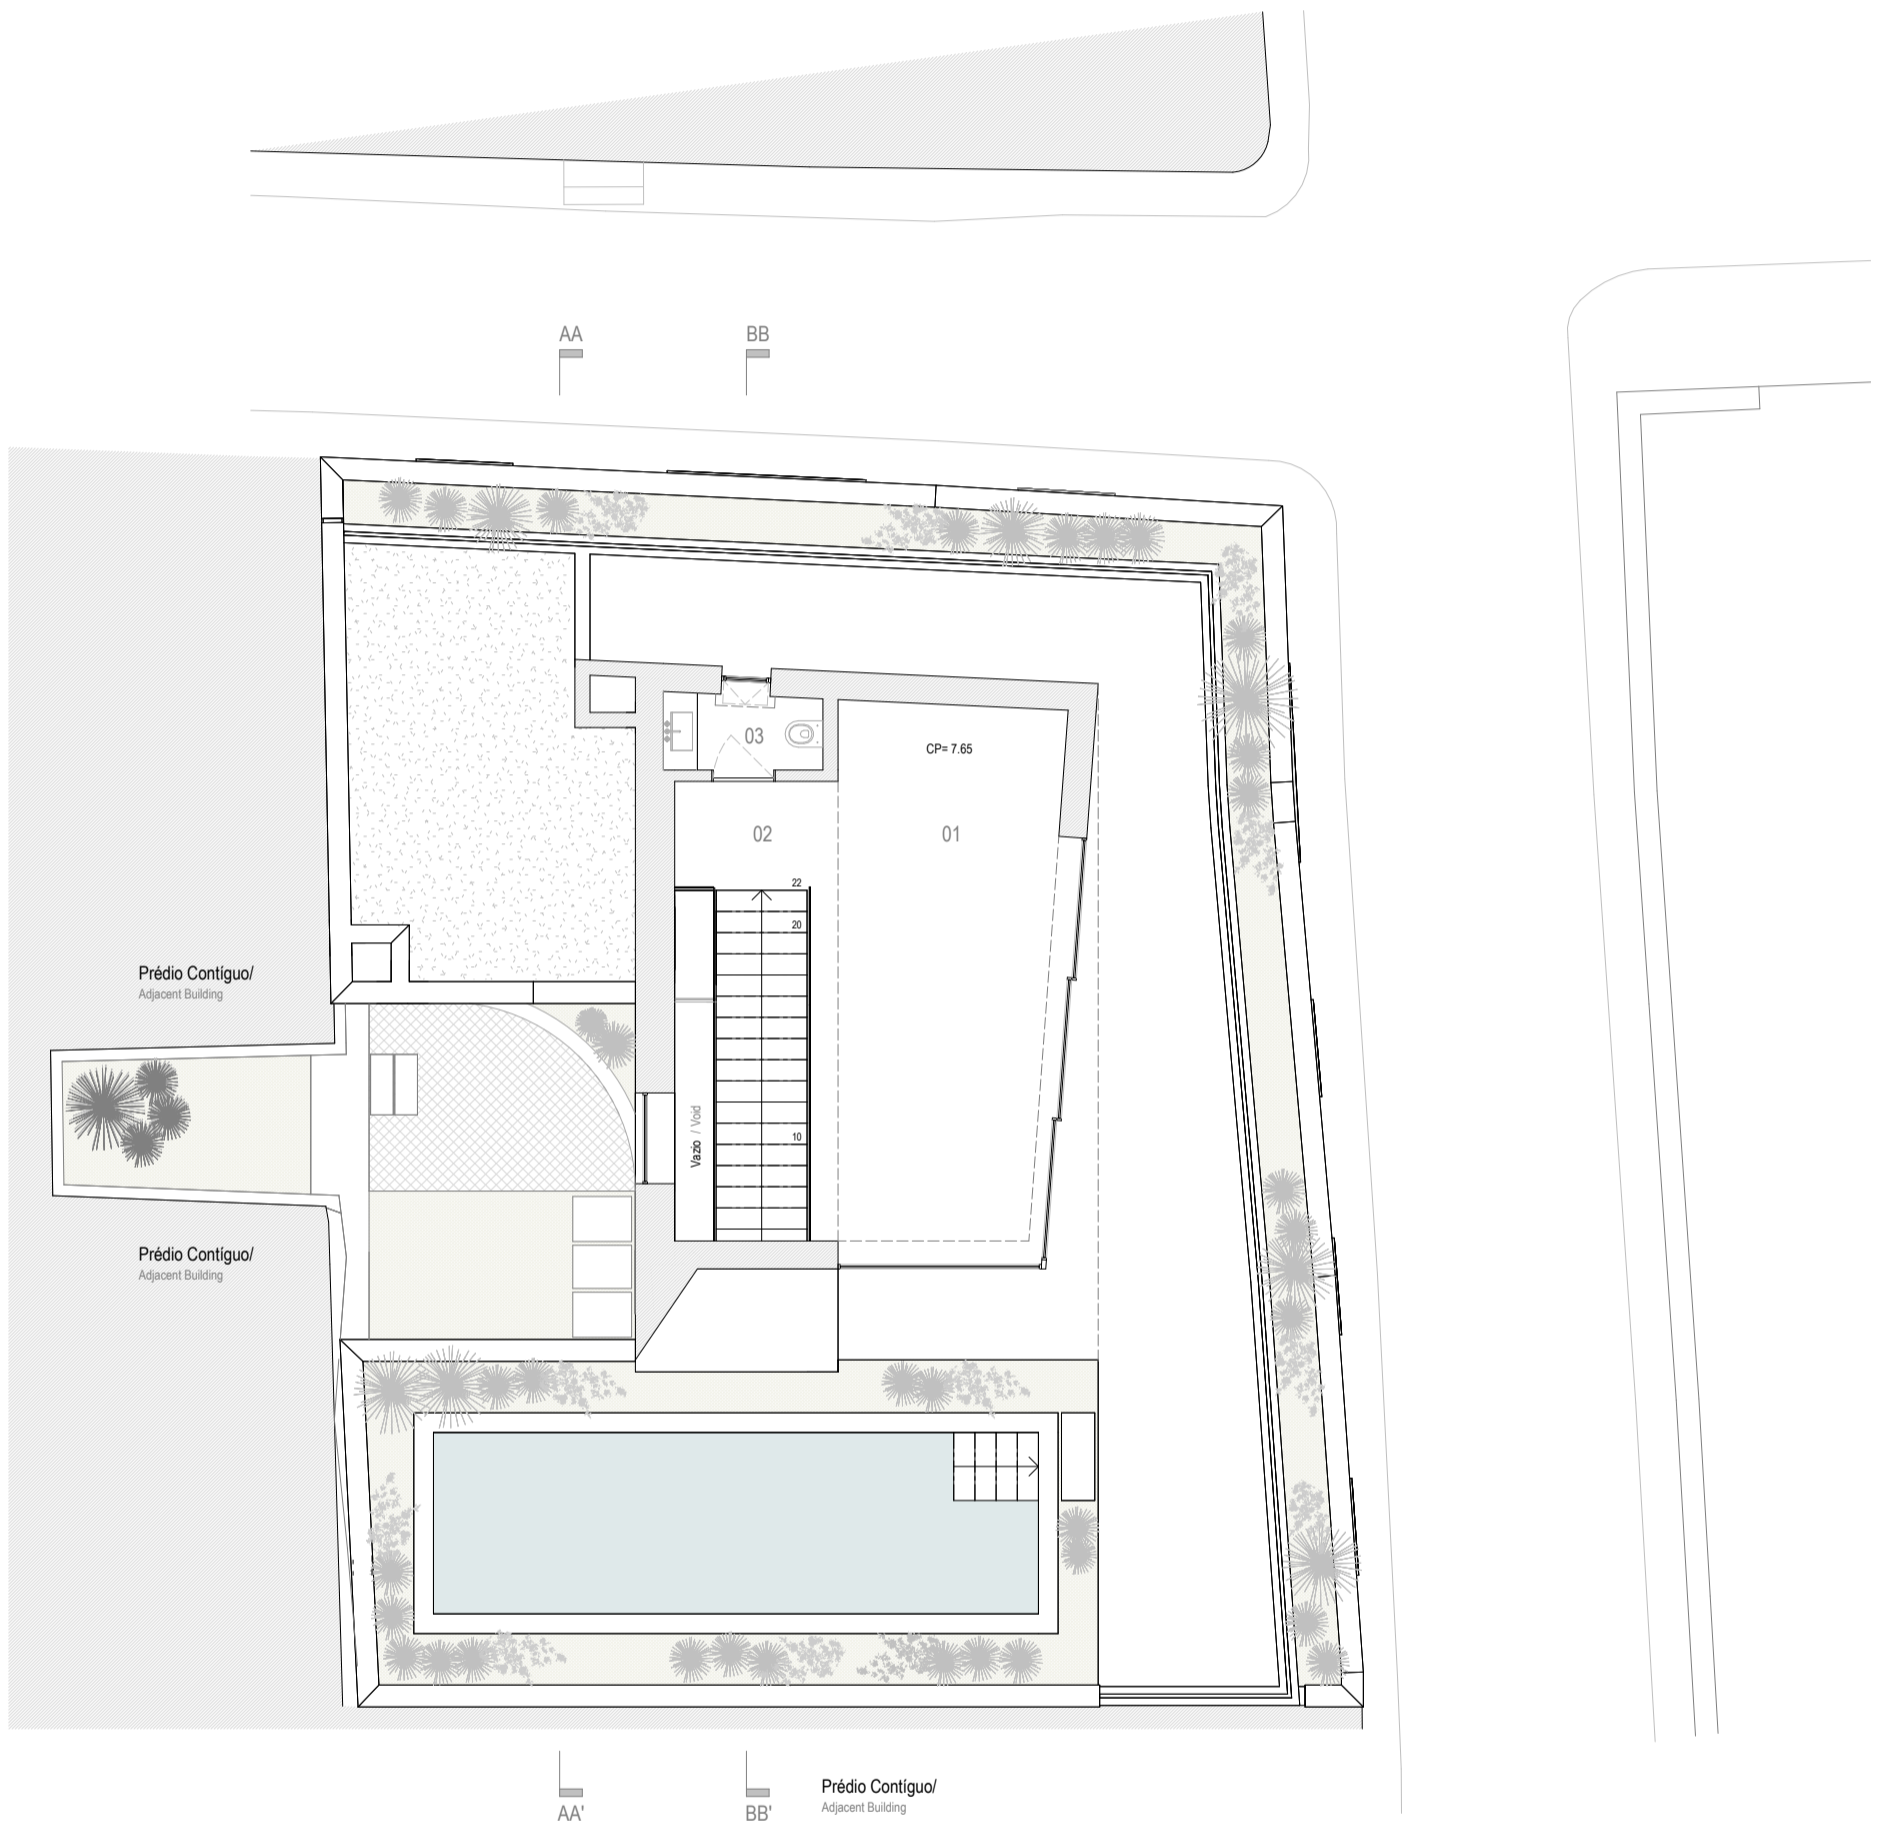 AA
BB
03
CP= 7.65
02
01
22
20
Prédio Contíguo/
Adjacent Building
Vazio / Void
10
Prédio Contíguo/
Adjacent Building
Prédio Contíguo/
Adjacent Building
AA'
BB'